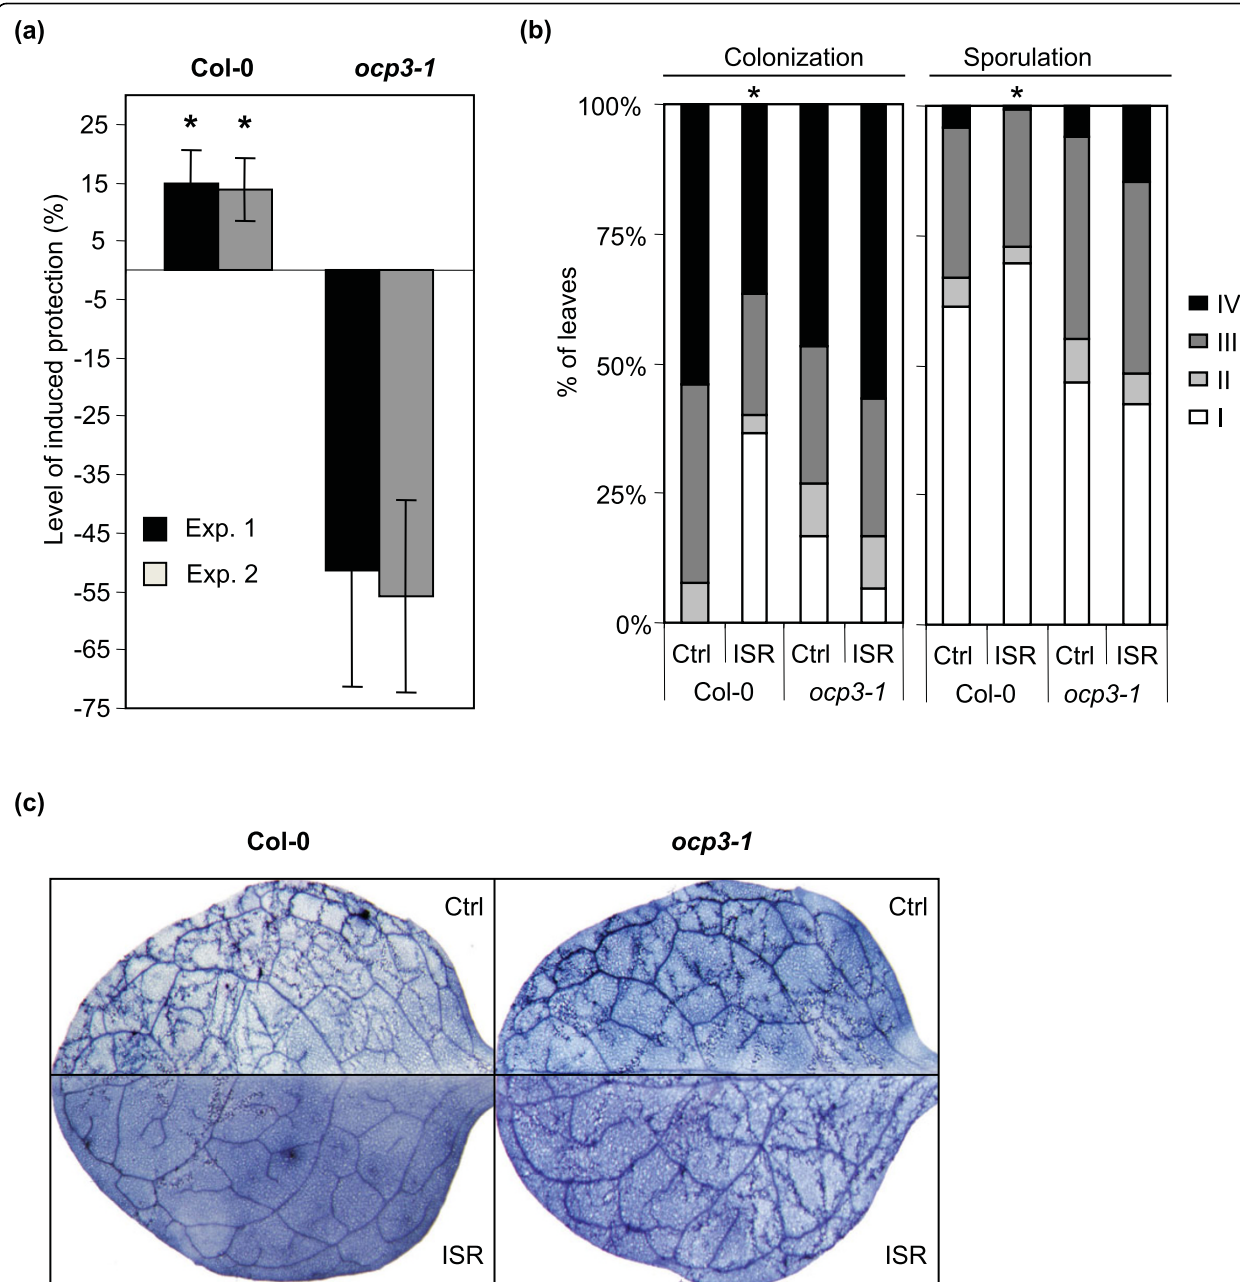 (a)
Col-0 ocp3-1
* *
25
15
5
-5
-15
-25
-35
-45
-55
-65
-75
Level of induced protection (%)
Exp. 1
Exp. 2
(b)
Colonization Sporulation
* *
100%
75%
50%
25%
0%
% of leaves
IV
III
II
I
Ctrl ISR Ctrl ISR Ctrl ISR Ctrl ISR
Col-0 ocp3-1 Col-0 ocp3-1
(c)
Col-0 ocp3-1
Ctrl Ctrl
ISR ISR